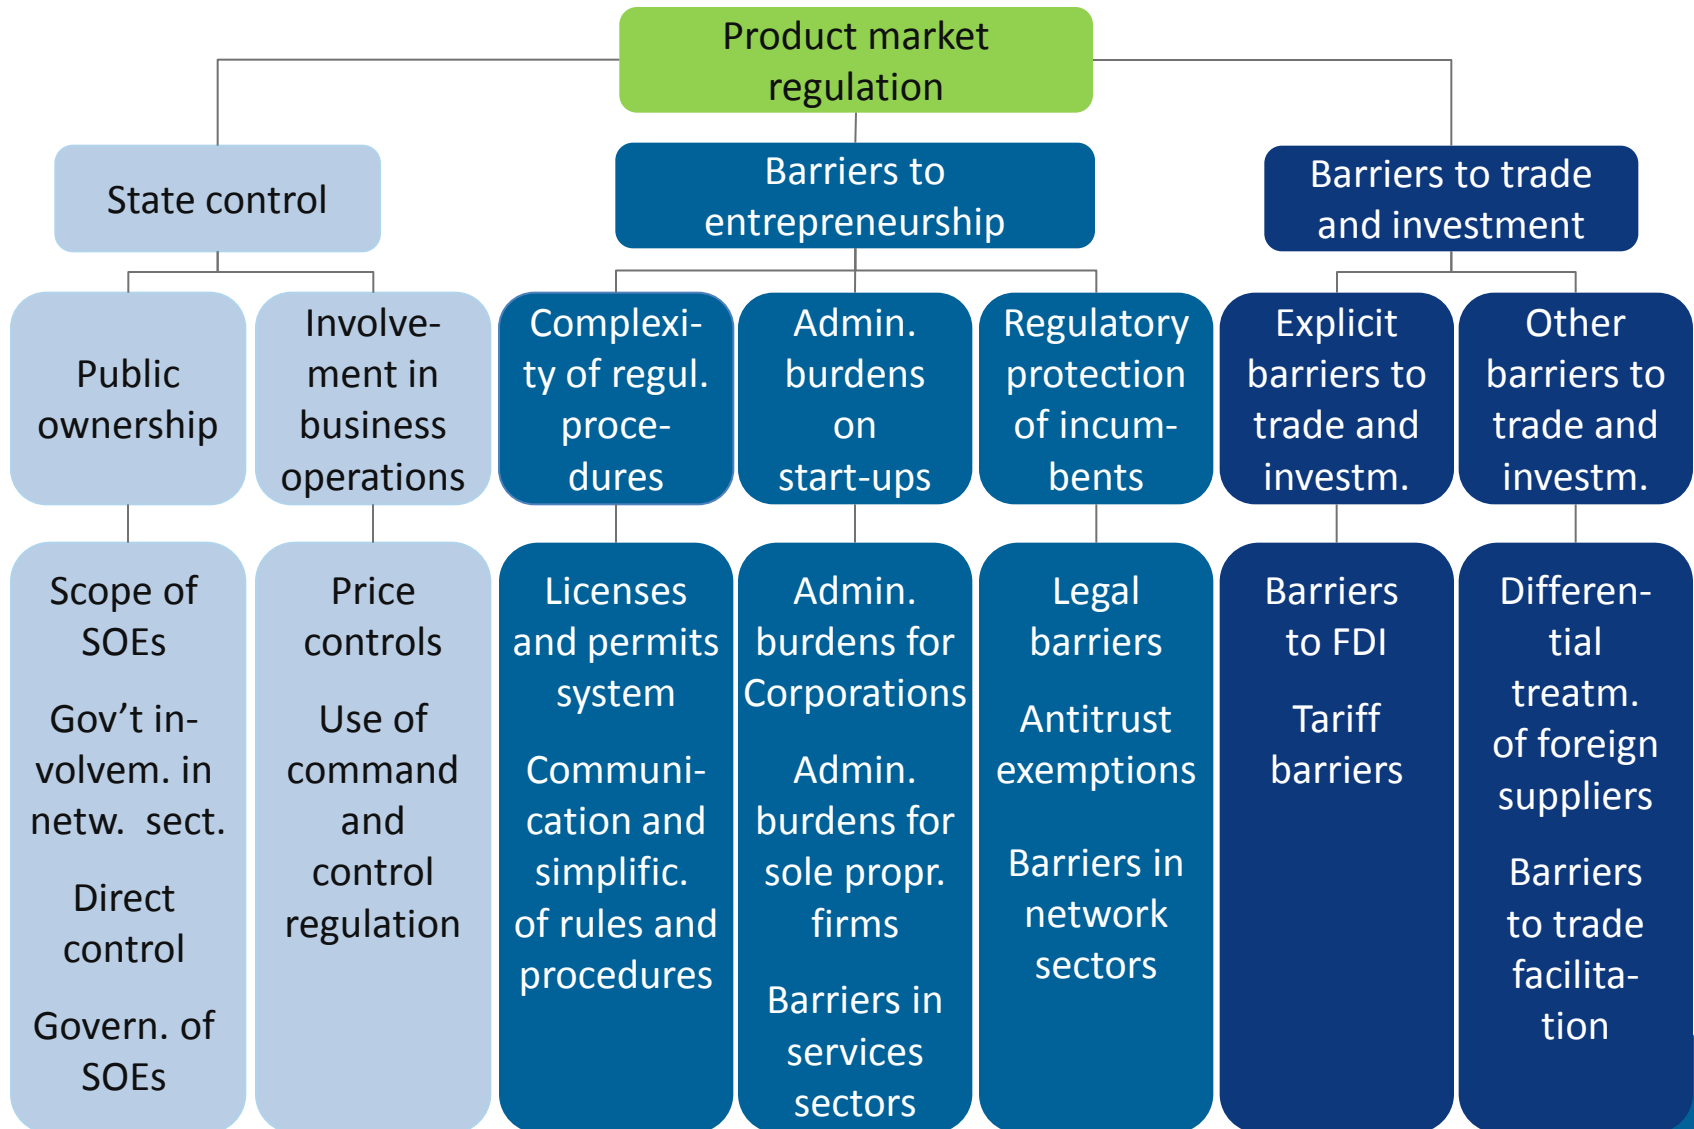 Product market
regulation
State control
Barriers to
entrepreneurship
Barriers to trade
and investment
Public
ownership
Involve-
ment in
business
operations
Complexi-
ty of regul.
proce-
dures
Admin.
burdens
on
start-ups
Regulatory
protection
of incum-
bents
Explicit
barriers to
trade and
investm.
Other
barriers to
trade and
investm.
Scope of
SOEs
Gov't in-
volvem. in
netw. sect.
Direct
control
Govern. of
SOEs
Price
controls
Use of
command
and
control
regulation
Licenses
and permits
system
Communi-
cation and
simplific.
of rules and
procedures
Admin.
burdens for
Corporations
Admin.
burdens for
sole propr.
firms
Barriers in
services
sectors
Legal
barriers
Antitrust
exemptions
Barriers in
network
sectors
Barriers
to FDI
Tariff
barriers
Differen-
tial
treatm.
of foreign
suppliers
Barriers
to trade
facilita-
tion